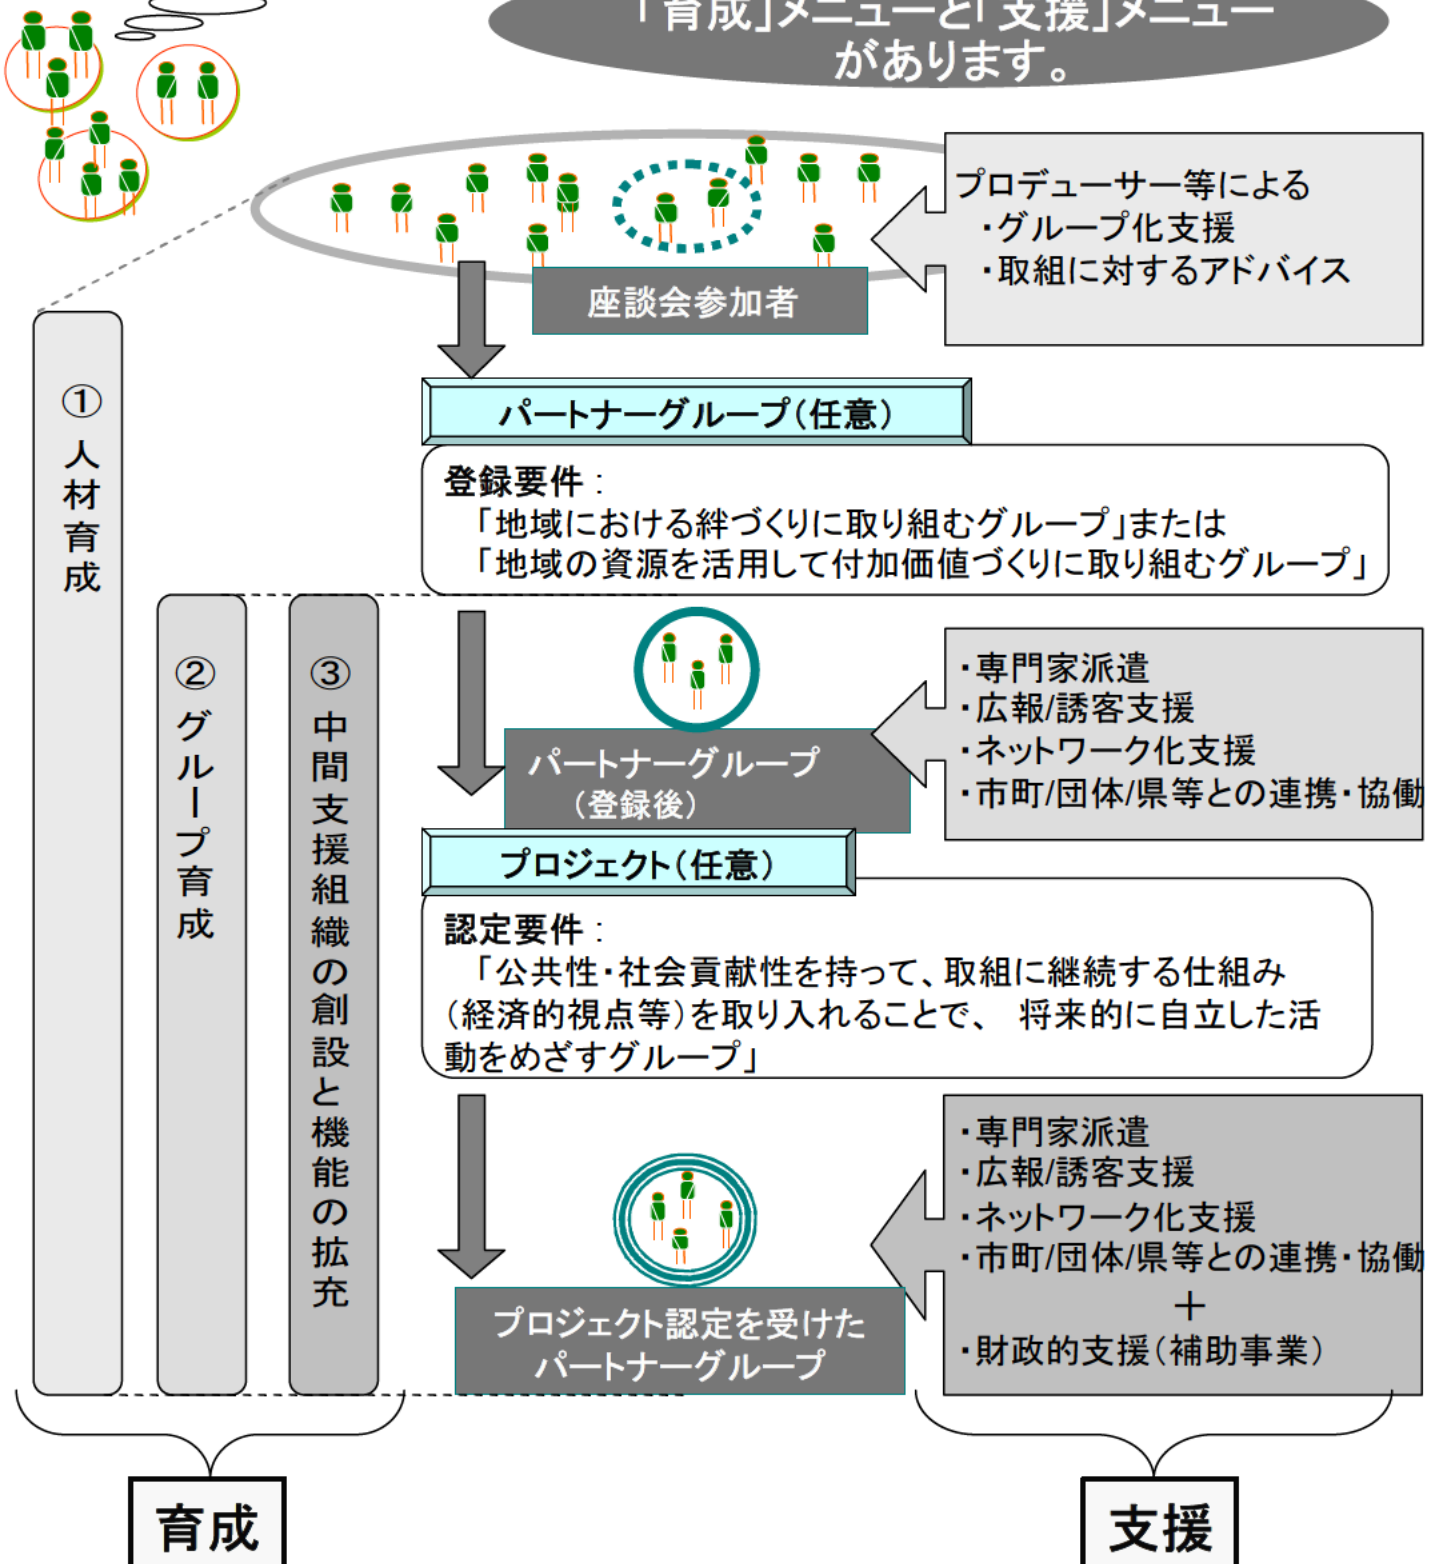 「育成」メニューと「支援」メニュー
があります。
プロデューサー等による
・グループ化支援
・取組に対するアドバイス
座談会参加者
パートナーグループ（任意）
登録要件：
「地域における絆づくりに取り組むグループ」または
「地域の資源を活用して付加価値づくりに取り組むグループ」
①人材育成
②グループ育成
③中間支援組織の創設と機能の拡充
・専門家派遣
・広報/誘客支援
・ネットワーク化支援
・市町/団体/県等との連携・協働
パートナーグループ
（登録後）
プロジェクト（任意）
認定要件：
「公共性・社会貢献性を持って、取組に継続する仕組み
（経済的視点等）を取り入れることで、　将来的に自立した活
動をめざすグループ」
・専門家派遣
・広報/誘客支援
・ネットワーク化支援
・市町/団体/県等との連携・協働
＋
・財政的支援（補助事業）
プロジェクト認定を受けた
パートナーグループ
育成
支援